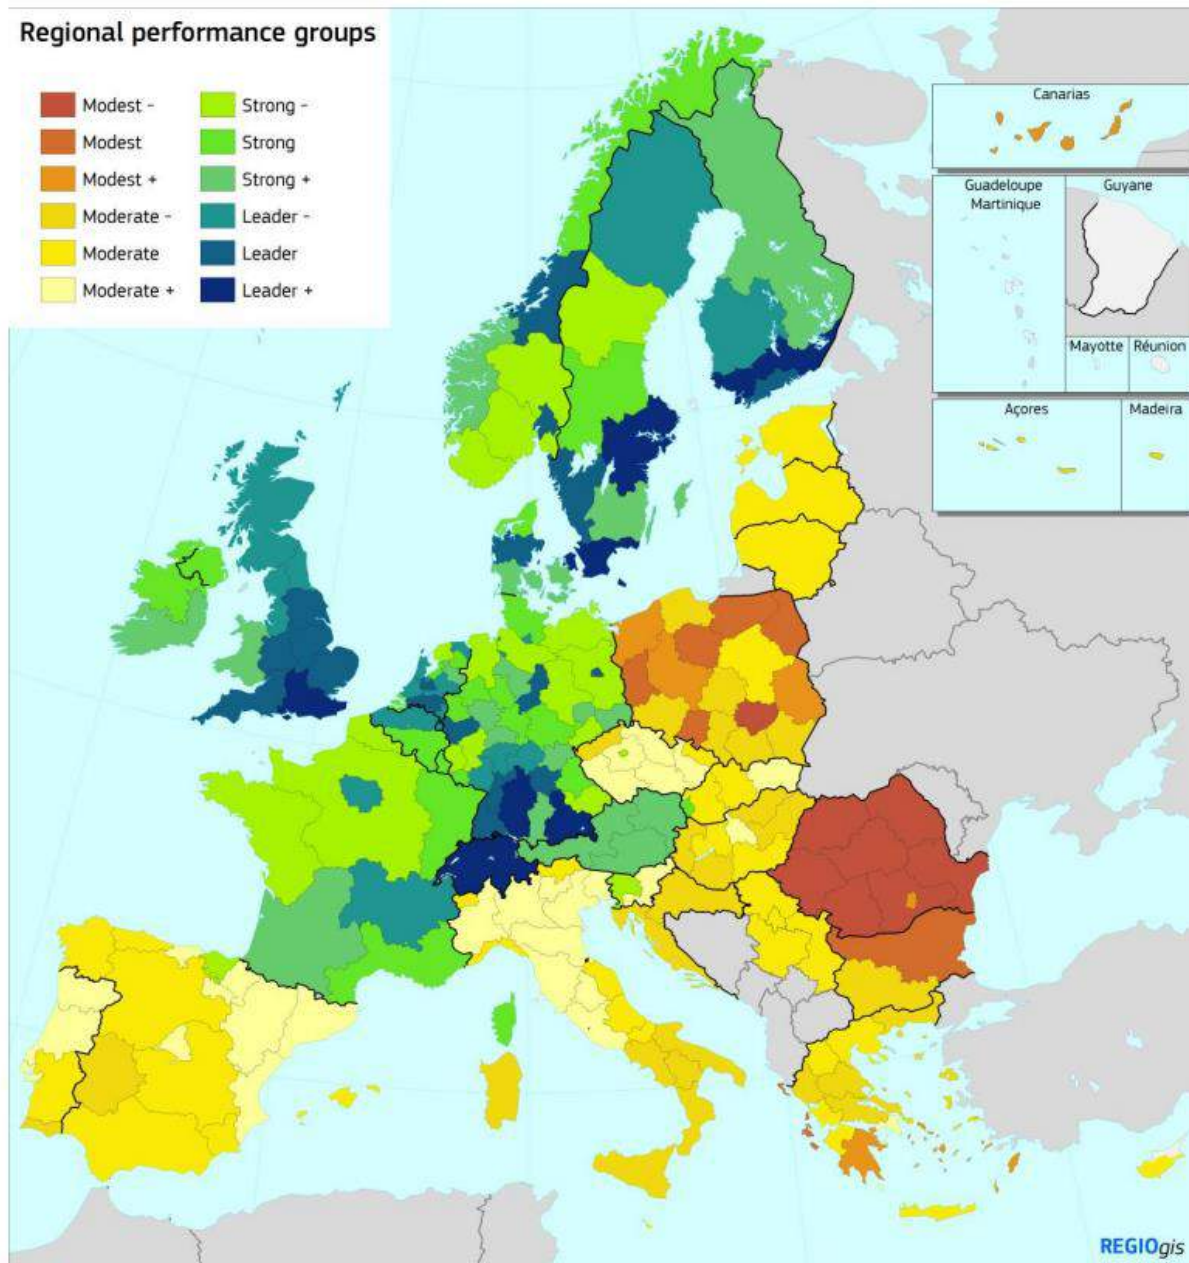 Regional performance groups
Modest -
Modest
Modest +
Moderate -
Moderate
Moderate +
Strong -
Strong
Strong +
Leader -
Leader
Leader +
Canarias
Guadeloupe
Martinique
Guyane
Mayotte
Réunion
Açores
Madeira
REGIOgis